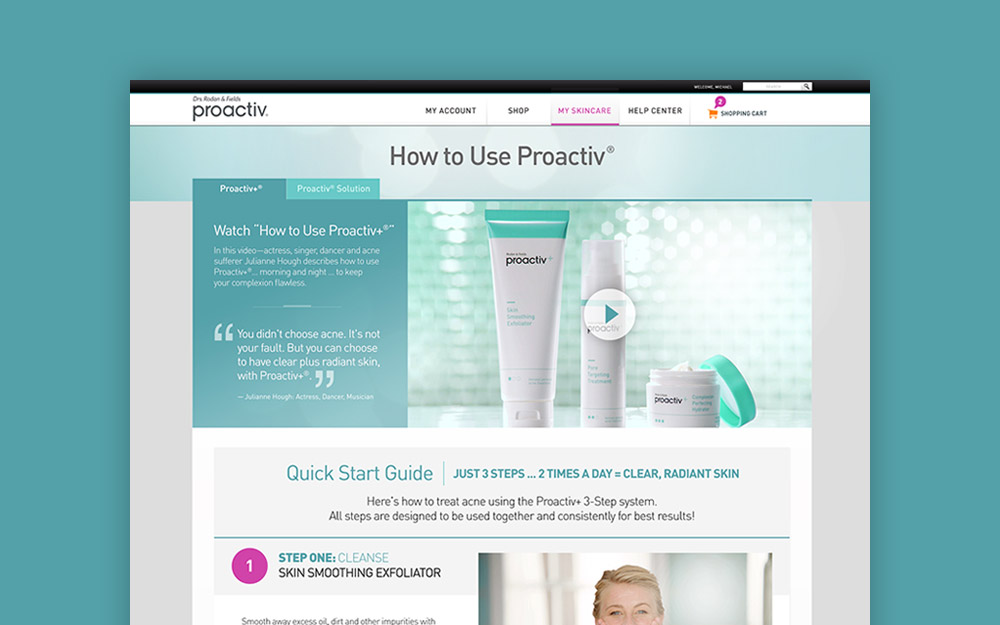 WELCOME, MICHAEL
Drs. Rodan & Fields
proactiv®
MY ACCOUNT
SHOP
MY SKINCARE
HELP CENTER
2
SHOPPING CART
How to Use Proactiv®
Proactiv+®
Proactiv® Solution
Watch "How to Use Proactiv+®"
In this video—actress, singer, dancer and acne
sufferer Julianne Hough describes how to use
Proactiv+®... morning and night ... to keep
your complexion flawless.
“You didn't choose acne. It's not
your fault. But you can choose
to have clear plus radiant skin,
with Proactiv+®.”
— Julianne Hough: Actress, Dancer, Musician
Rodan & Fields
proactiv+
Skin
Smoothing
Exfoliator
proactiv
Pore
Targeting
Treatment
proactiv+
Complexion
Perfecting
Hydrator
Quick Start Guide
JUST 3 STEPS ... 2 TIMES A DAY = CLEAR, RADIANT SKIN
Here's how to treat acne using the Proactiv+ 3-Step system.
All steps are designed to be used together and consistently for best results!
1
STEP ONE: CLEANSE
SKIN SMOOTHING EXFOLIATOR
Smooth away excess oil, dirt and other impurities with